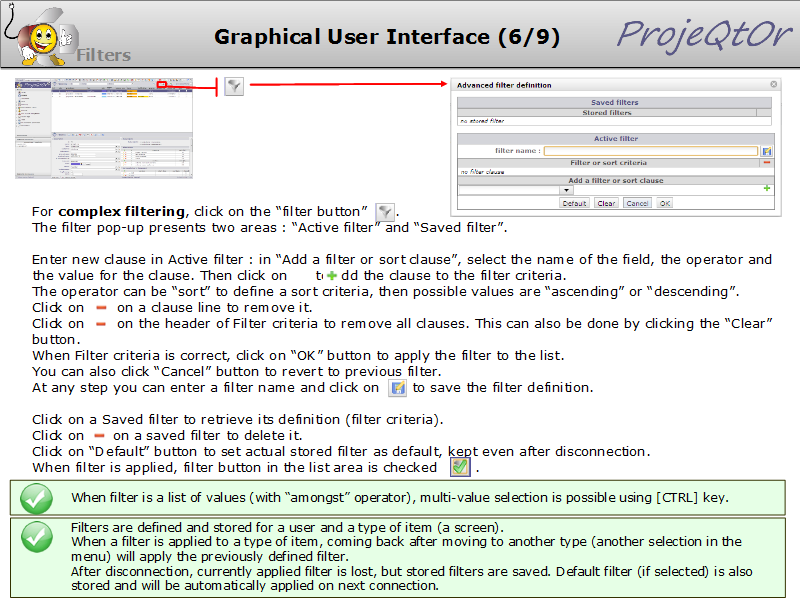 Filters
Graphical User Interface (6/9)
ProjeQtOr
Advanced filter definition
Saved filters
Stored filters
no stored filter
Active filter
filter name :
Filter or sort criteria
no filter clause
Add a filter or sort clause
Default Clear Cancel OK
For complex filtering, click on the “filter button” .
The filter pop-up presents two areas : “Active filter” and “Saved filter”.
Enter new clause in Active filter : in “Add a filter or sort clause”, select the name of the field, the operator and
the value for the clause. Then click on t dd the clause to the filter criteria.
The operator can be “sort” to define a sort criteria, then possible values are “ascending” or “descending”.
Click on on a clause line to remove it.
Click on on the header of Filter criteria to remove all clauses. This can also be done by clicking the “Clear”
button.
When Filter criteria is correct, click on “OK” button to apply the filter to the list.
You can also click “Cancel” button to revert to previous filter.
At any step you can enter a filter name and click on to save the filter definition.
Click on a Saved filter to retrieve its definition (filter criteria).
Click on on a saved filter to delete it.
Click on “Default” button to set actual stored filter as default, kept even after disconnection.
When filter is applied, filter button in the list area is checked .
When filter is a list of values (with “amongst” operator), multi-value selection is possible using [CTRL] key.
Filters are defined and stored for a user and a type of item (a screen).
When a filter is applied to a type of item, coming back after moving to another type (another selection in the
menu) will apply the previously defined filter.
After disconnection, currently applied filter is lost, but stored filters are saved. Default filter (if selected) is also
stored and will be automatically applied on next connection.